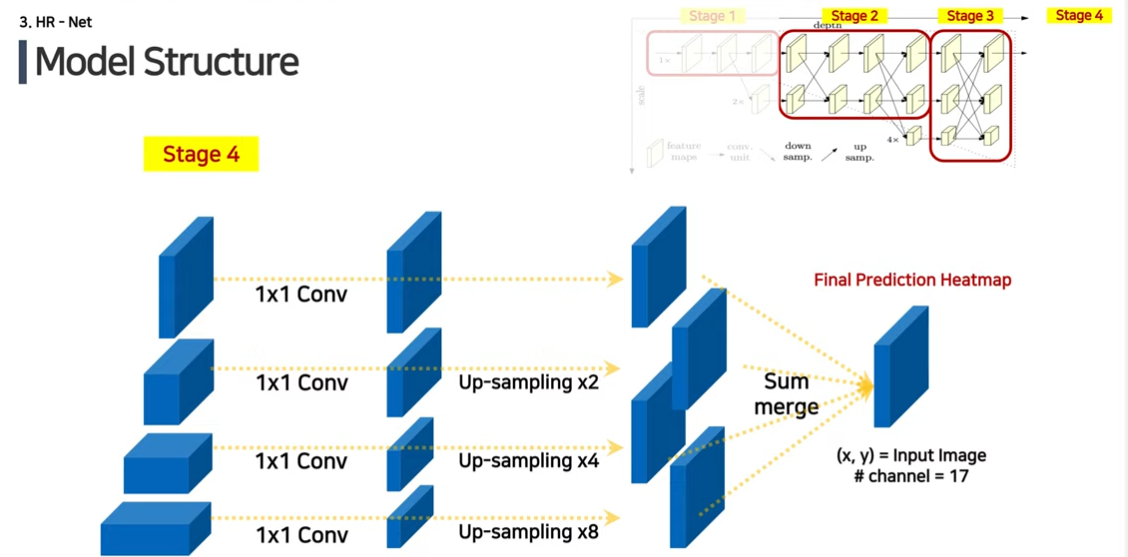 3. HR - Net
Model Structure
Stage 1
Stage 2
Stage 3
Stage 4
depth
scale
1×
2×
4×
feature
maps
conv.
unit
down
samp.
up
samp.
Stage 4
1x1 Conv
1x1 Conv
Up-sampling x2
1x1 Conv
Up-sampling x4
1x1 Conv
Up-sampling x8
Sum
merge
Final Prediction Heatmap
(x, y) = Input Image
# channel = 17